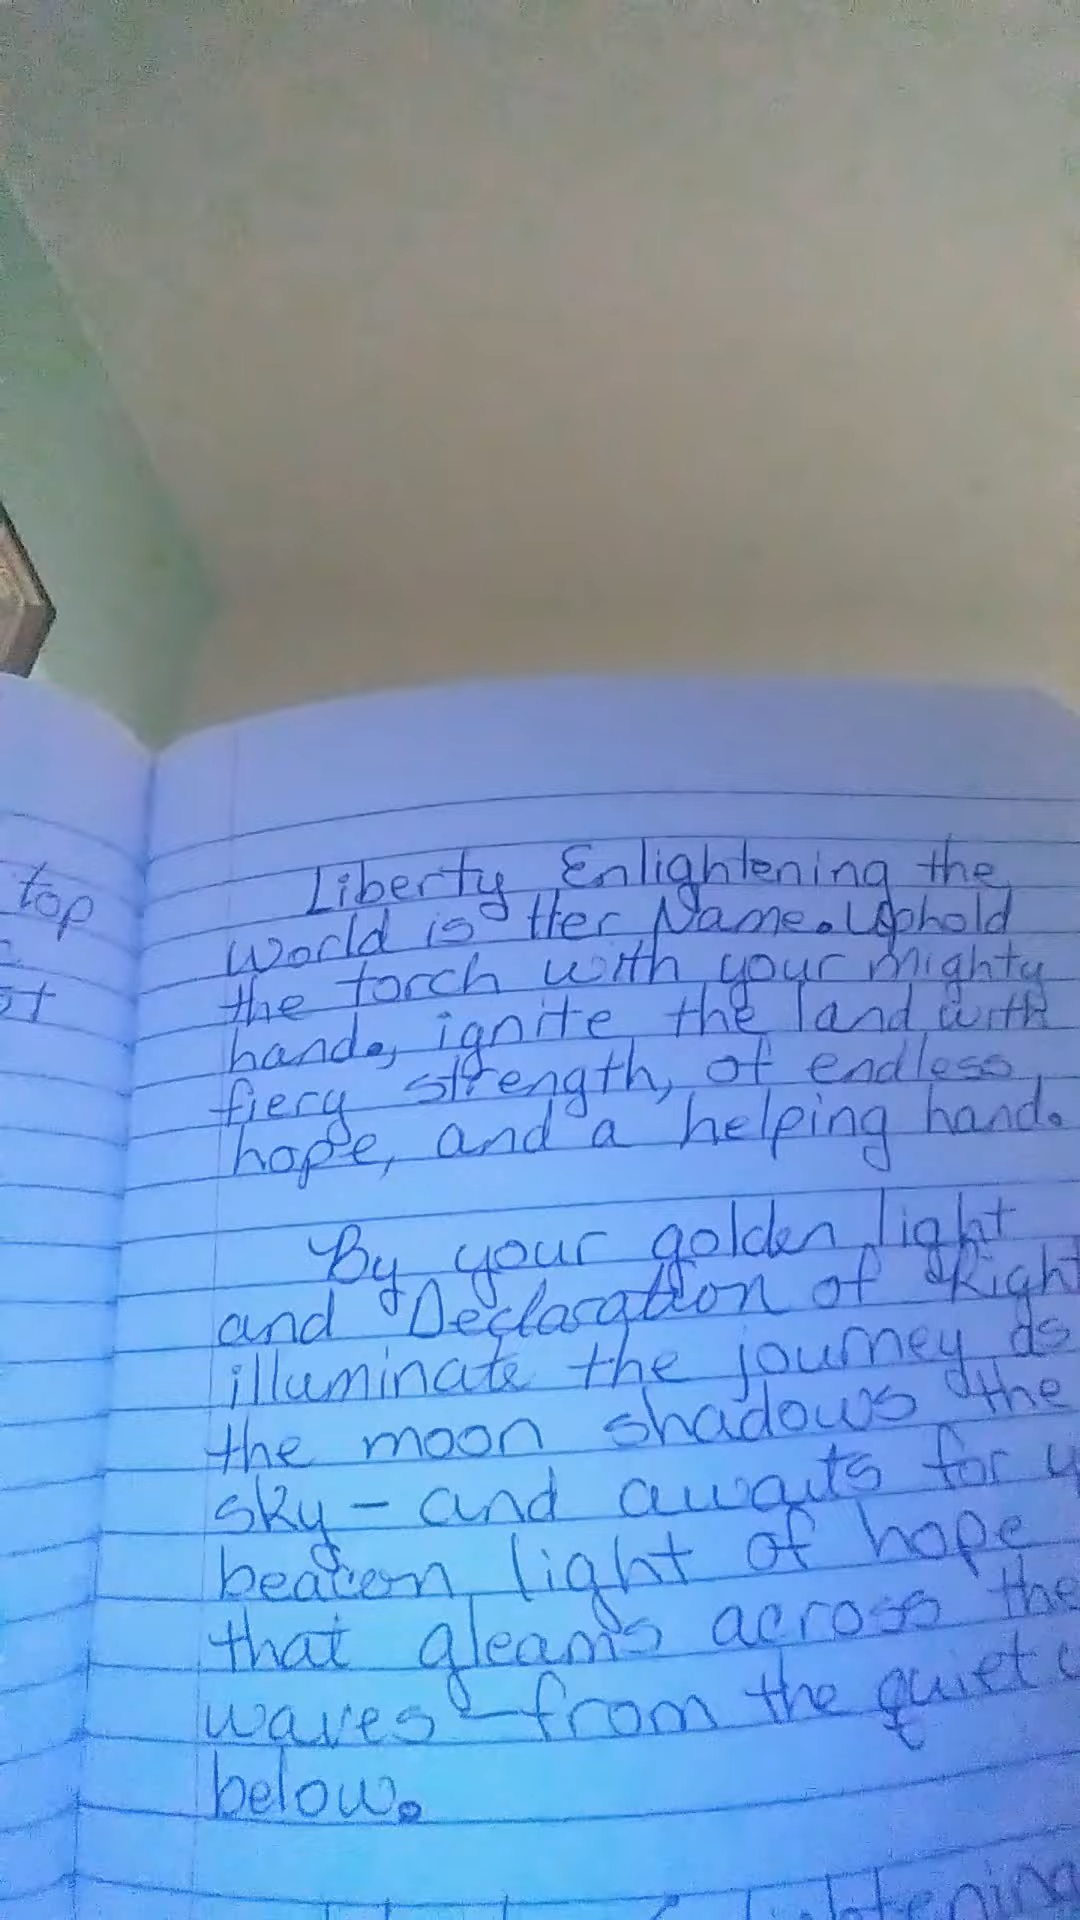 top
st
Liberty Enlightening the
World is Her Name. Uphold
the torch with your mighty
hand, ignite the land with
fiery strength, of endless
hope, and a helping hand.
By your golden light
and Declaration of Right
illuminate the journey as
the moon shadows the
sky - and awaits for
beacon light of hope
that gleams across the
waves - from the quiet
below.